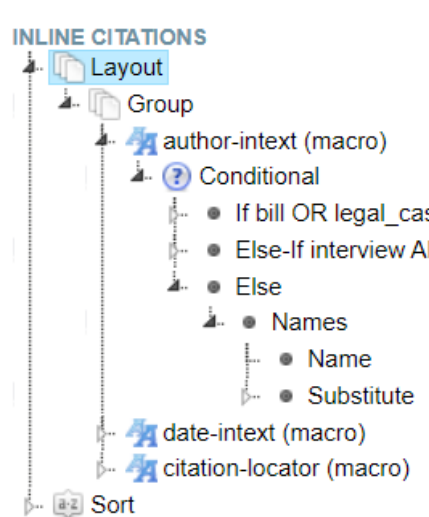 INLINE CITATIONS
Layout
Group
author-intext (macro)
Conditional
If bill OR legal_cas
Else-If interview A
Else
Names
Name
Substitute
date-intext (macro)
citation-locator (macro)
a-z Sort